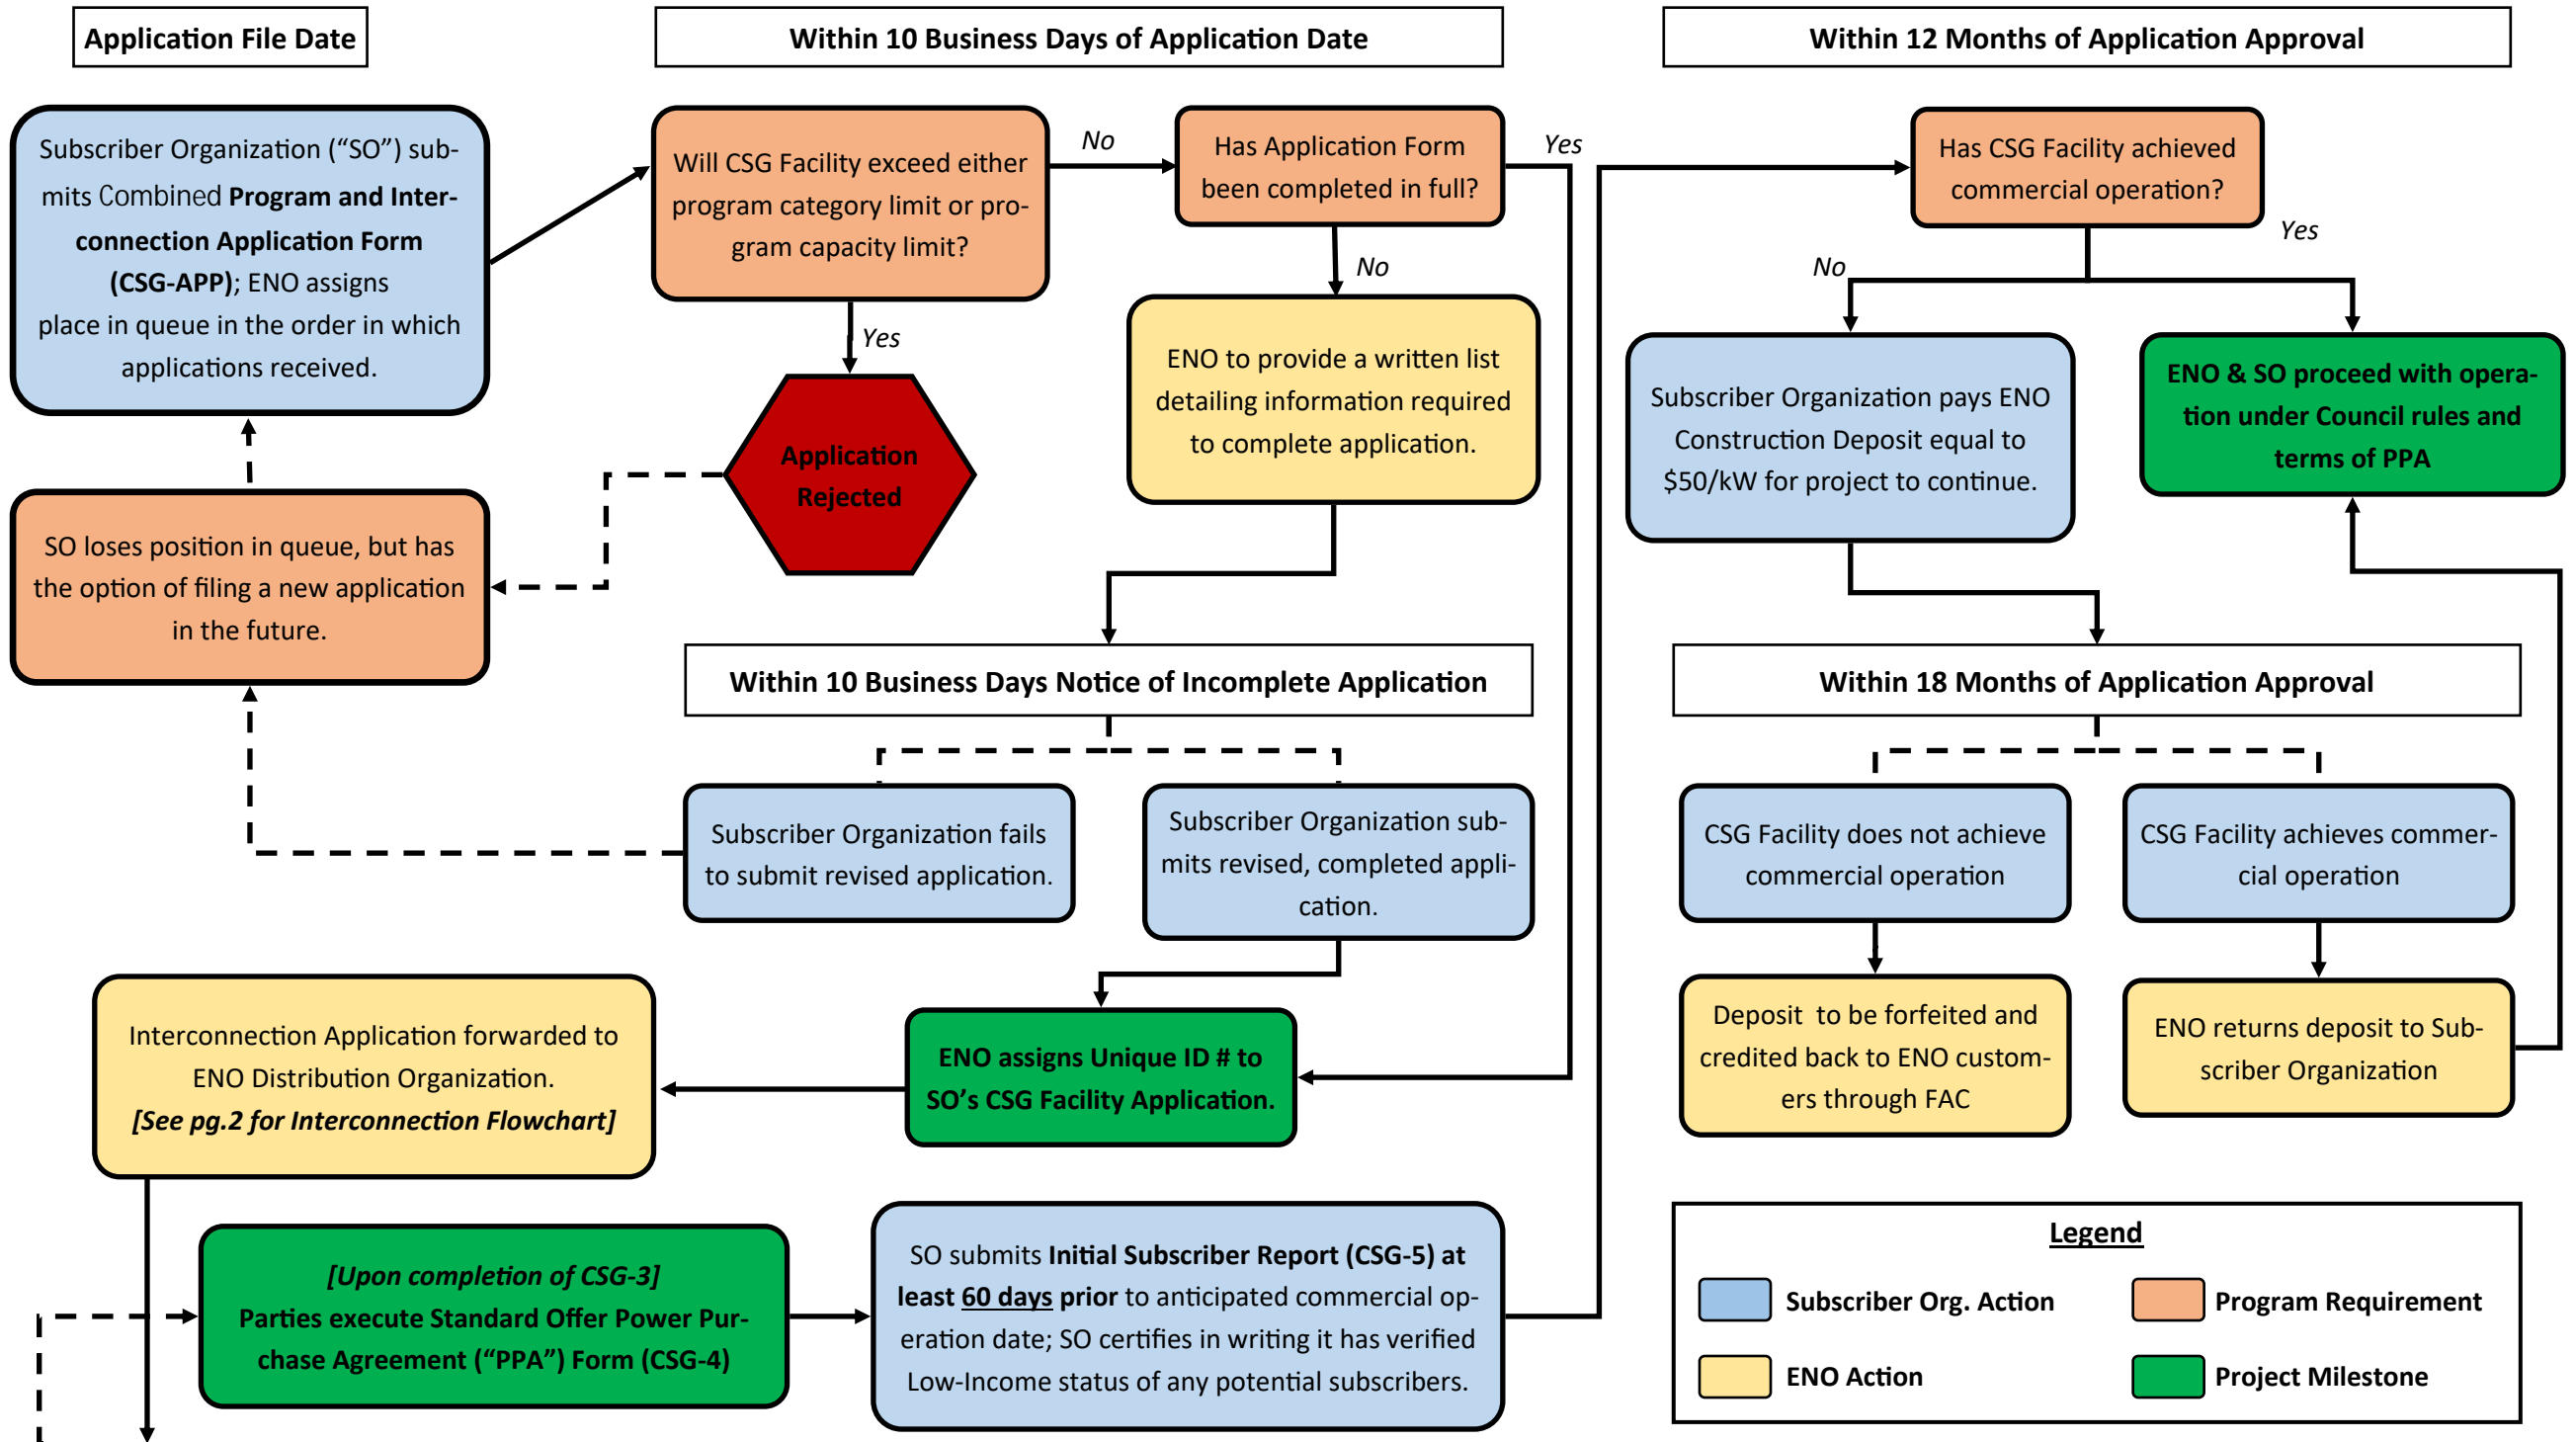 Application File Date
Within 10 Business Days of Application Date
Within 12 Months of Application Approval
Subscriber Organization (“SO”) sub-
mits Combined Program and Inter-
connection Application Form
(CSG-APP); ENO assigns
place in queue in the order in which
applications received.
Will CSG Facility exceed either
program category limit or pro-
gram capacity limit?
No
Has Application Form
been completed in full?
Yes
Has CSG Facility achieved
commercial operation?
Yes
No
No
Yes
ENO to provide a written list
detailing information required
to complete application.
Application
Rejected
Subscriber Organization pays ENO
Construction Deposit equal to
$50/kW for project to continue.
ENO & SO proceed with opera-
tion under Council rules and
terms of PPA
SO loses position in queue, but has
the option of filing a new application
in the future.
Within 10 Business Days Notice of Incomplete Application
Within 18 Months of Application Approval
Subscriber Organization fails
to submit revised application.
Subscriber Organization sub-
mits revised, completed appli-
cation.
CSG Facility does not achieve
commercial operation
CSG Facility achieves commer-
cial operation
Interconnection Application forwarded to
ENO Distribution Organization.
[See pg.2 for Interconnection Flowchart]
ENO assigns Unique ID # to
SO’s CSG Facility Application.
Deposit to be forfeited and
credited back to ENO custom-
ers through FAC
ENO returns deposit to Sub-
scriber Organization
[Upon completion of CSG-3]
Parties execute Standard Offer Power Pur-
chase Agreement (“PPA”) Form (CSG-4)
SO submits Initial Subscriber Report (CSG-5) at
least 60 days prior to anticipated commercial op-
eration date; SO certifies in writing it has verified
Low-Income status of any potential subscribers.
Legend
Subscriber Org. Action
Program Requirement
ENO Action
Project Milestone